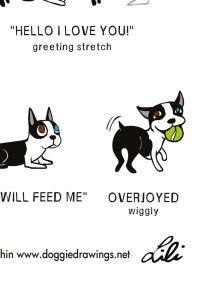 "HELLO I LOVE YOU!"
greeting stretch
WILL FEED ME"
OVERJOYED
wiggly
hin www.doggiedrawings.net
Lili